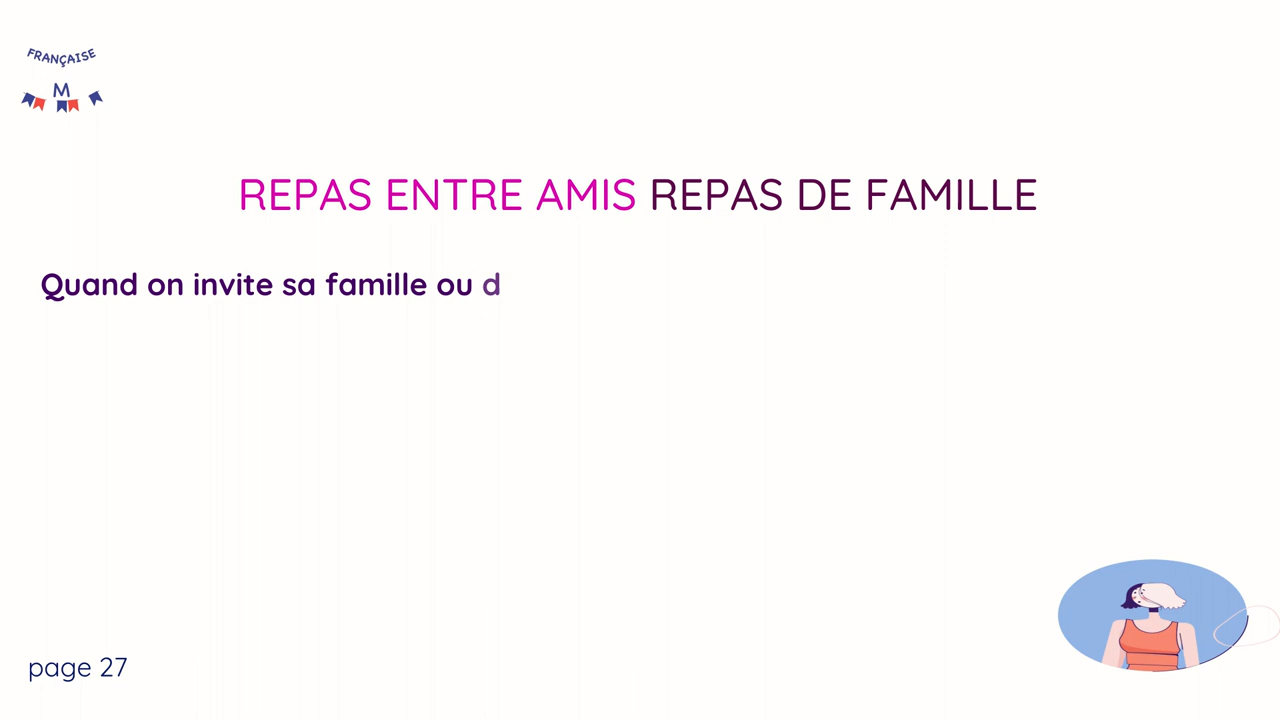 FRANÇAISE
M
REPAS ENTRE AMIS REPAS DE FAMILLE
Quand on invite sa famille ou d
page 27